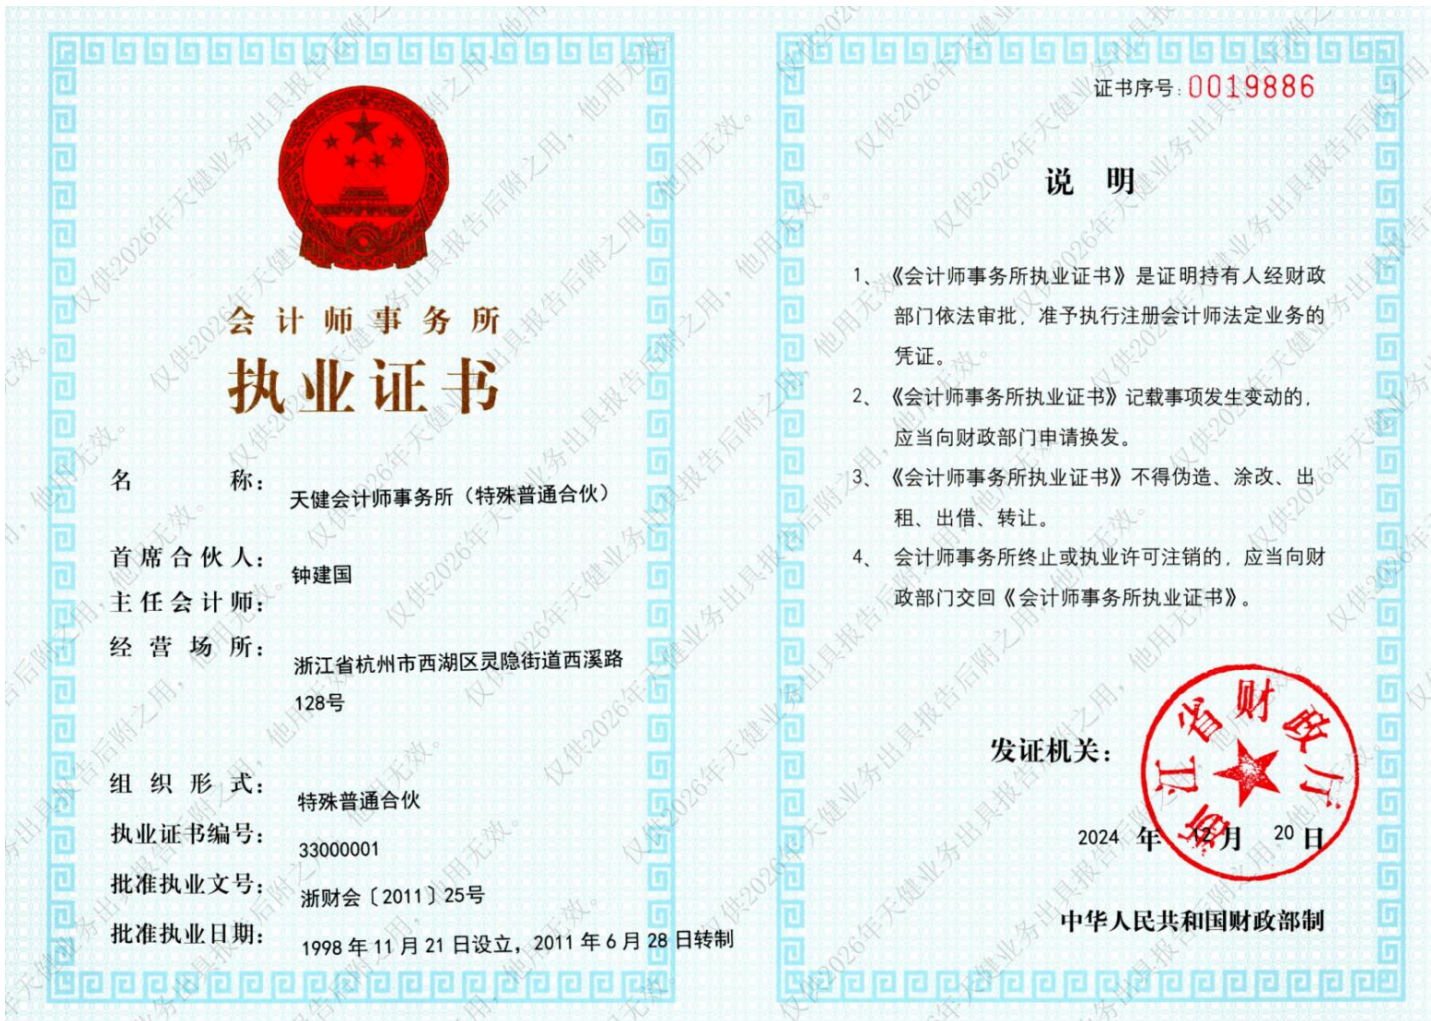 会计师事务所
执业证书
名称：
天健会计师事务所（特殊普通合伙）
首席合伙人：
钟建国
主任会计师：
经营场所：
浙江省杭州市西湖区灵隐街道西溪路
128号
组织形式：
特殊普通合伙
执业证书编号：
33000001
批准执业文号：
浙财会〔2011〕25号
批准执业日期：
1998年11月21日设立，2011年6月28日转制
证书序号：0019886
说 明
1、《会计师事务所执业证书》是证明持有人经财政
部门依法审批，准予执行注册会计师法定业务的
凭证。
2、《会计师事务所执业证书》记载事项发生变动的，
应当向财政部门申请换发。
3、《会计师事务所执业证书》不得伪造、涂改、出
租、出借、转让。
4、 会计师事务所终止或执业许可注销的，应当向财
政部门交回《会计师事务所执业证书》。
发证机关：
浙江省财政厅
2024 年 12月 20日
中华人民共和国财政部制
仅供2026年天健业务出具报告后附之用，他用无效。